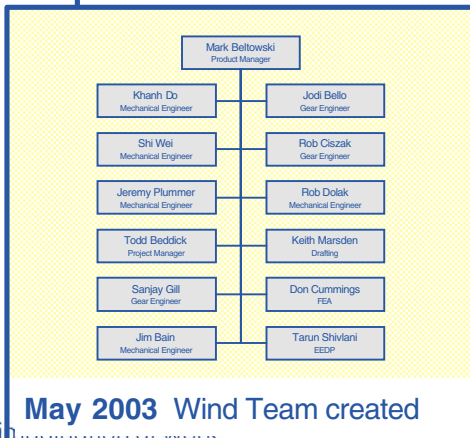 Mark Beltowski
Product Manager
Khanh Do
Mechanical Engineer
Jodi Bello
Gear Engineer
Shi Wei
Mechanical Engineer
Rob Ciszak
Gear Engineer
Jeremy Plummer
Mechanical Engineer
Rob Dolak
Mechanical Engineer
Todd Beddick
Project Manager
Keith Marsden
Drafting
Sanjay Gill
Gear Engineer
Don Cummings
FEA
Jim Bain
Mechanical Engineer
Tarun Shivlani
EEDP
May 2003 Wind Team created